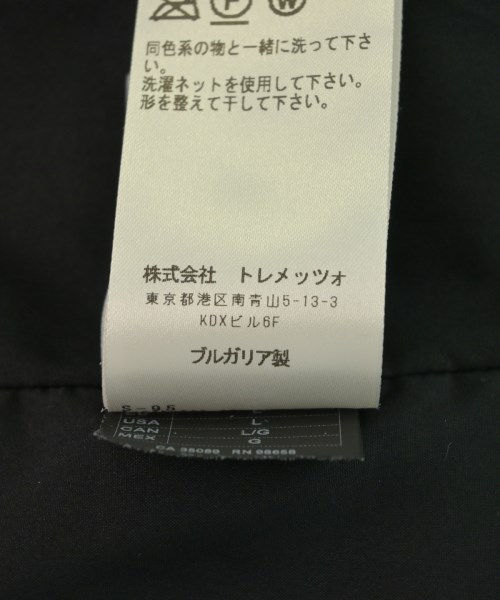 P
W
同色系の物と一緒に洗って下さ
い。
洗濯ネットを使用して下さい。
形を整えて干して下さい。
株式会社 トレメッツォ
東京都港区南青山5-13-3
KDXビル6F
ブルガリア製
USA L
CAN L/G
MEX G
CA 35089 RN 99658